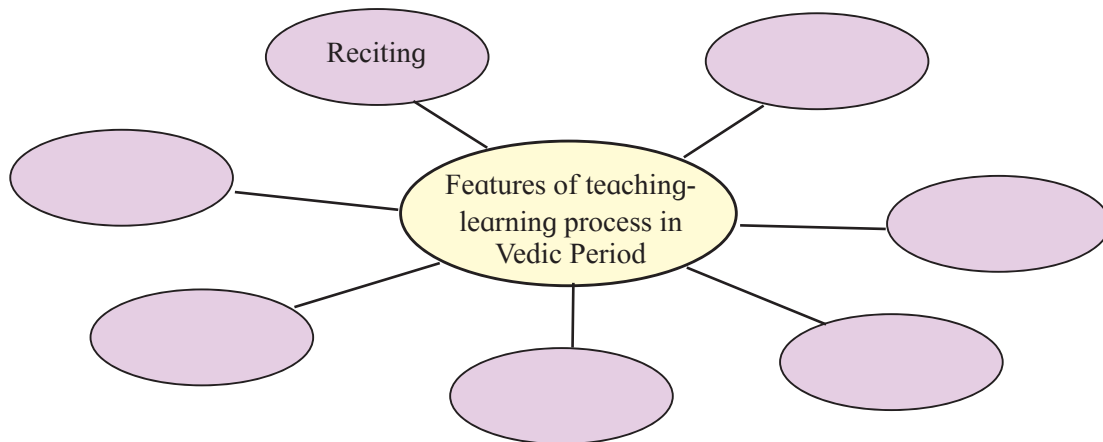 Reciting
Features of teaching-
learning process in
Vedic Period